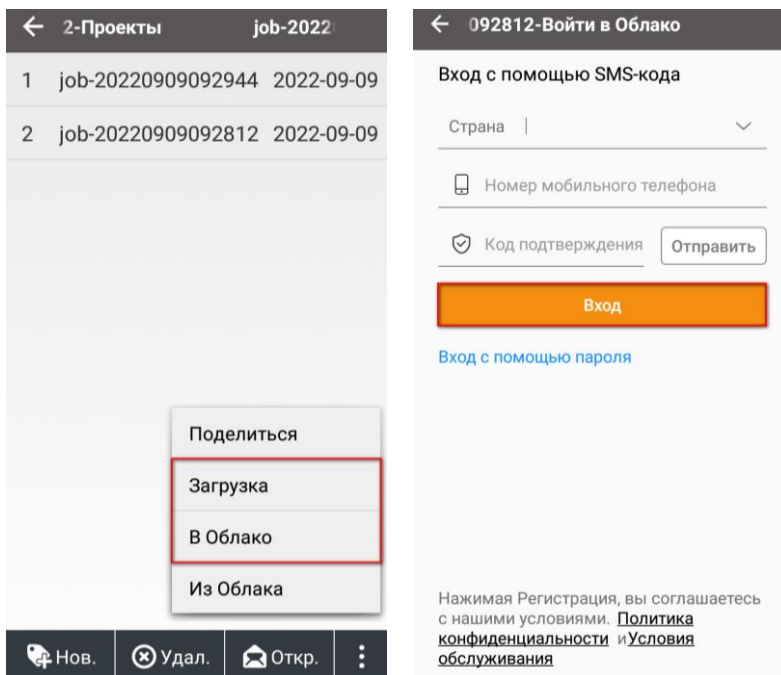 2-Проекты job-2022
1 job-20220909092944 2022-09-09
2 job-20220909092812 2022-09-09
Поделиться
Загрузка
В Облако
Из Облака
Нов. Удал. Откр.
092812-Войти в Облако
Вход с помощью SMS-кода
Страна
Номер мобильного телефона
Код подтверждения Отправить
Вход
Вход с помощью пароля
Нажимая Регистрация, вы соглашаетесь
с нашими условиями. Политика
конфиденциальности иУсловия
обслуживания